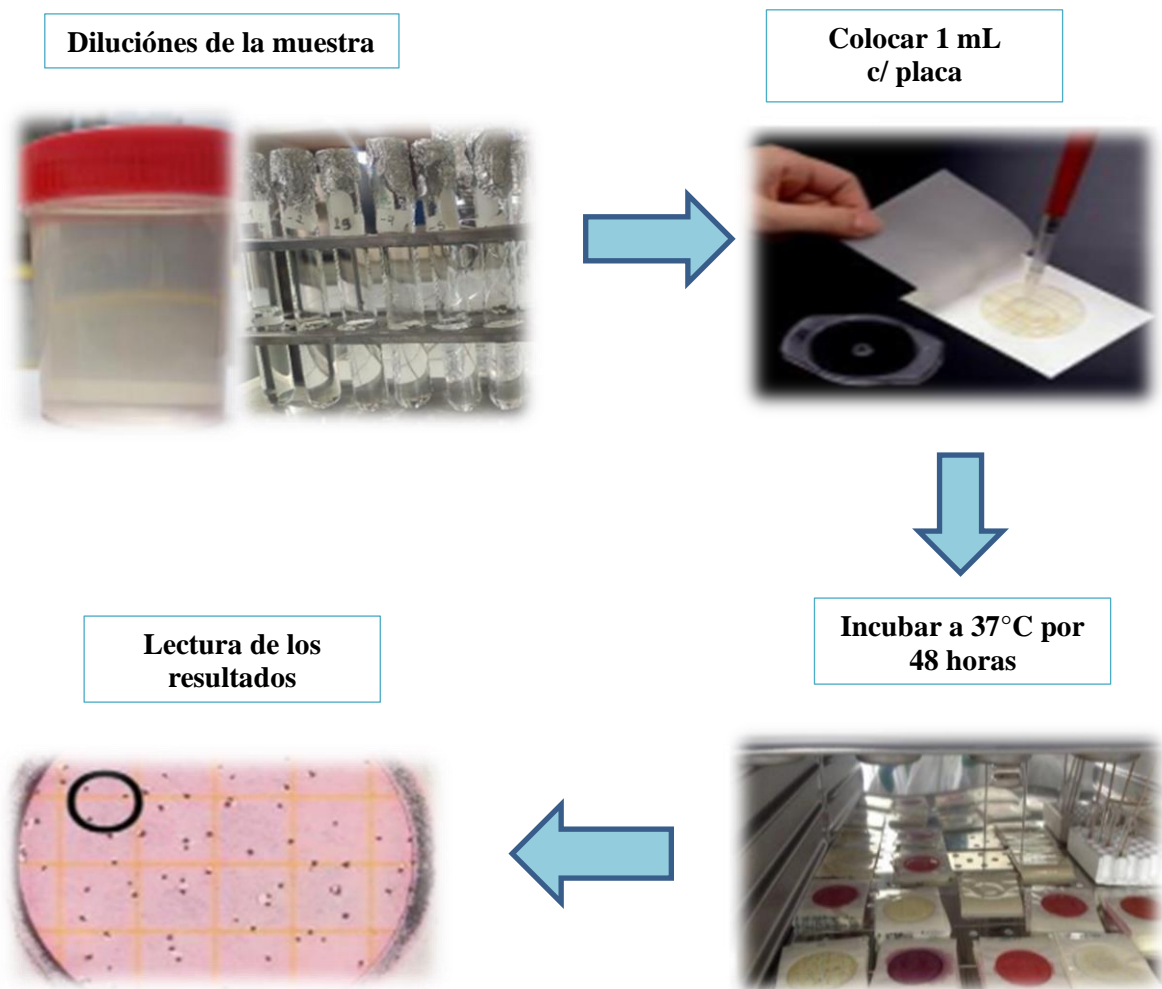 Diluciónes de la muestra
Colocar 1 mL
c/ placa
Incubar a 37°C por
48 horas
Lectura de los
resultados